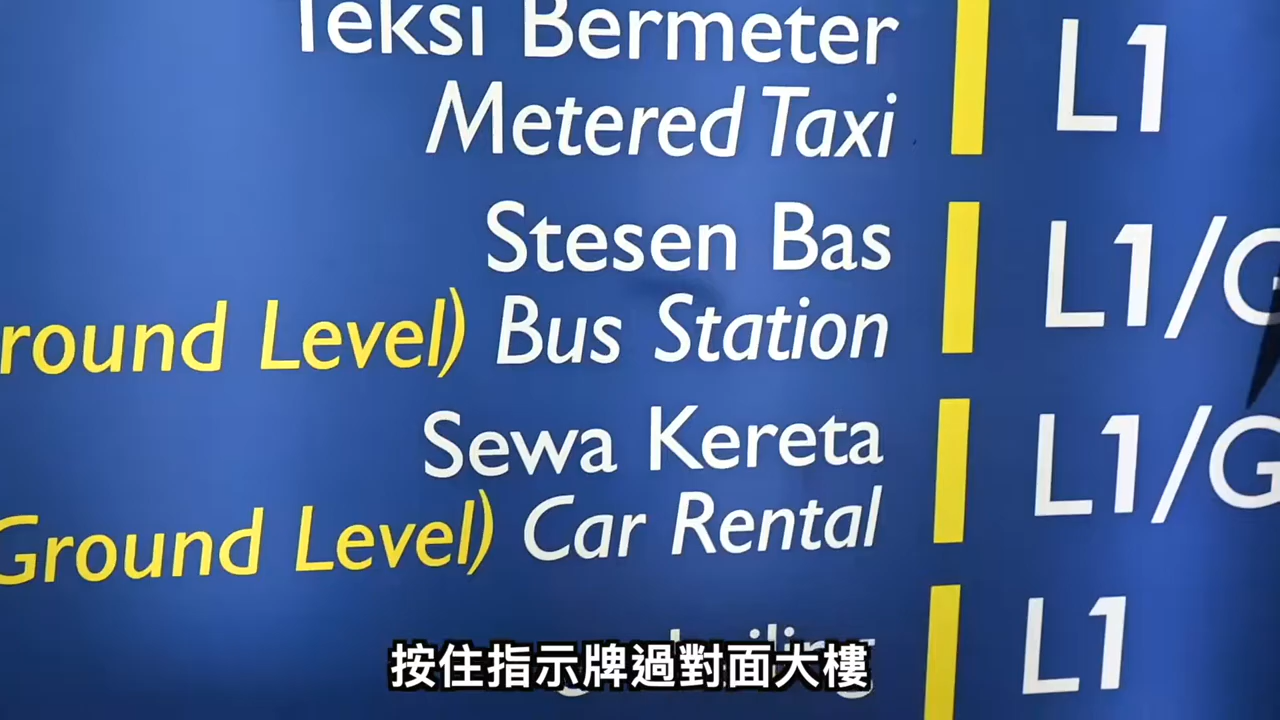 Teksi Bermeter L1
Metered Taxi
Stesen Bas L1/G
round Level) Bus Station
Sewa Kereta L1/G
Ground Level) Car Rental
L1
按住指示牌過對面大樓